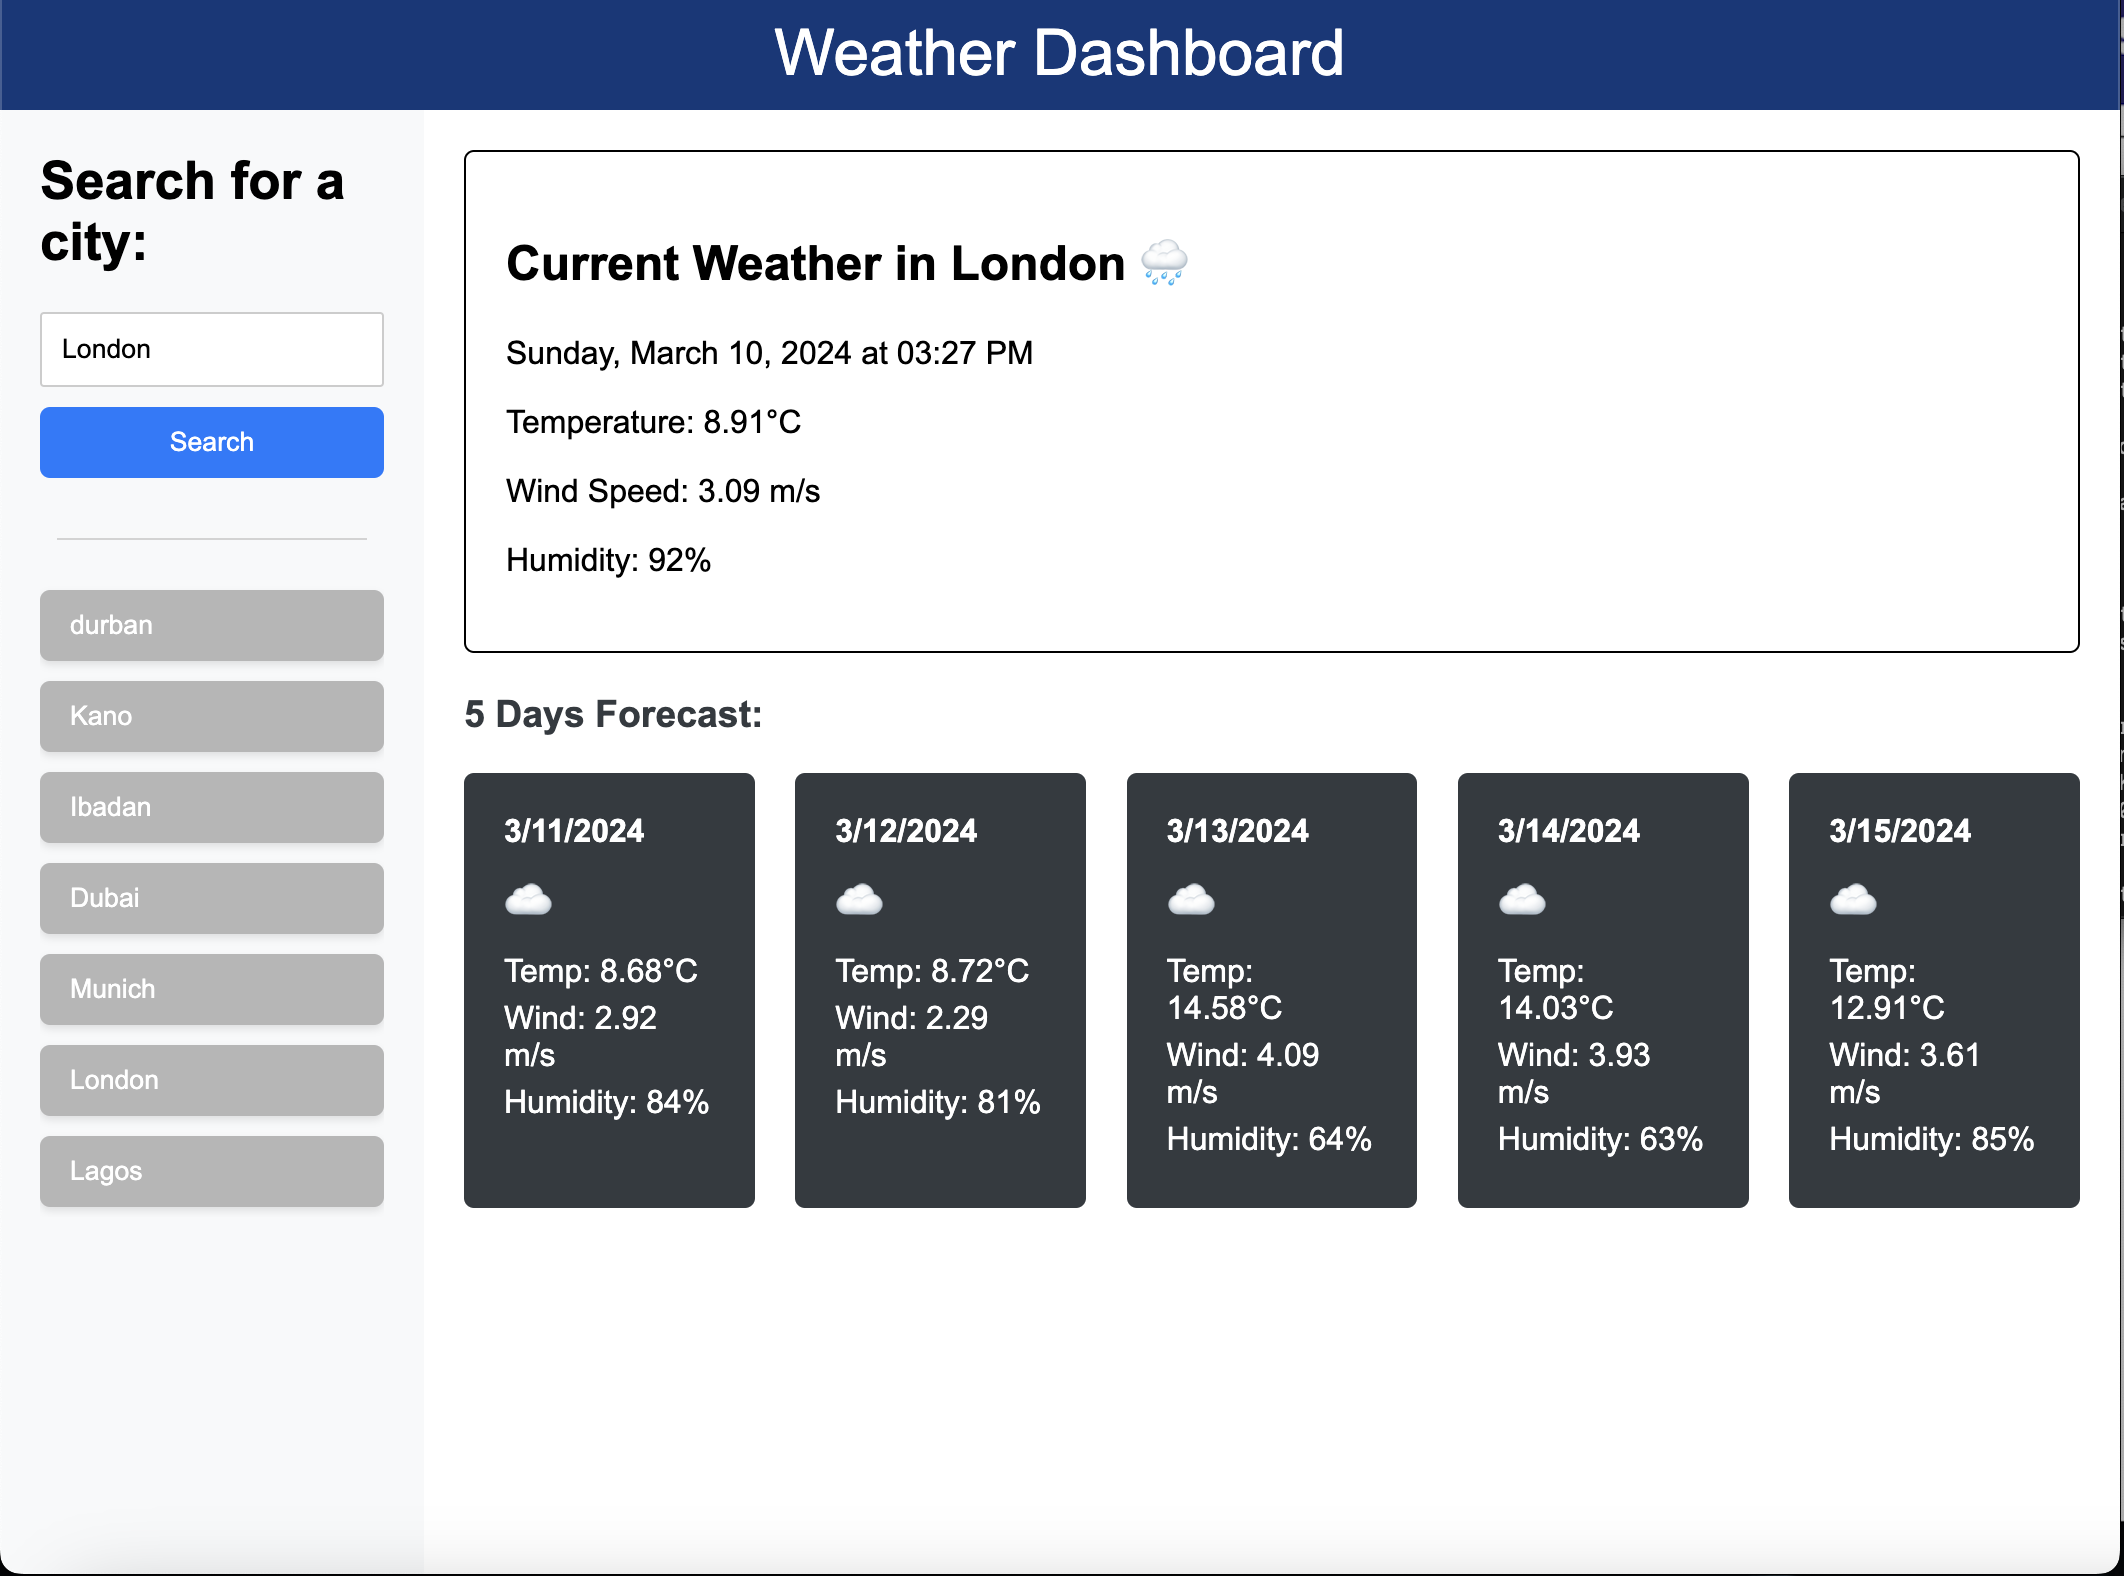 Weather Dashboard
Search for a
city:
London
Search
durban
Kano
Ibadan
Dubai
Munich
London
Lagos
Current Weather in London
Sunday, March 10, 2024 at 03:27 PM
Temperature: 8.91°C
Wind Speed: 3.09 m/s
Humidity: 92%
5 Days Forecast:
3/11/2024
Temp: 8.68°C
Wind: 2.92
m/s
Humidity: 84%
3/12/2024
Temp: 8.72°C
Wind: 2.29
m/s
Humidity: 81%
3/13/2024
Temp:
14.58°C
Wind: 4.09
m/s
Humidity: 64%
3/14/2024
Temp:
14.03°C
Wind: 3.93
m/s
Humidity: 63%
3/15/2024
Temp:
12.91°C
Wind: 3.61
m/s
Humidity: 85%